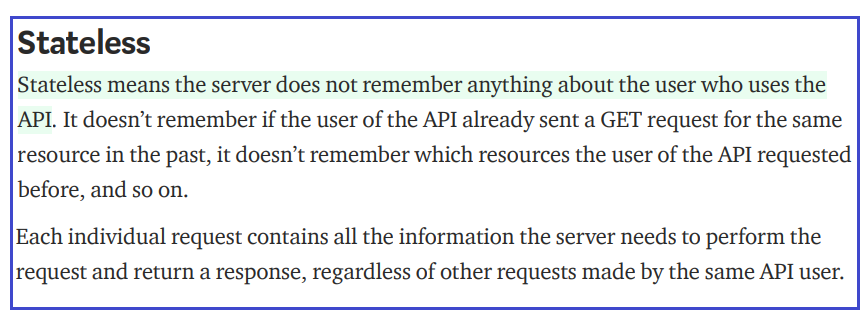 Stateless
Stateless means the server does not remember anything about the user who uses the
API. It doesn’t remember if the user of the API already sent a GET request for the same
resource in the past, it doesn’t remember which resources the user of the API requested
before, and so on.
Each individual request contains all the information the server needs to perform the
request and return a response, regardless of other requests made by the same API user.